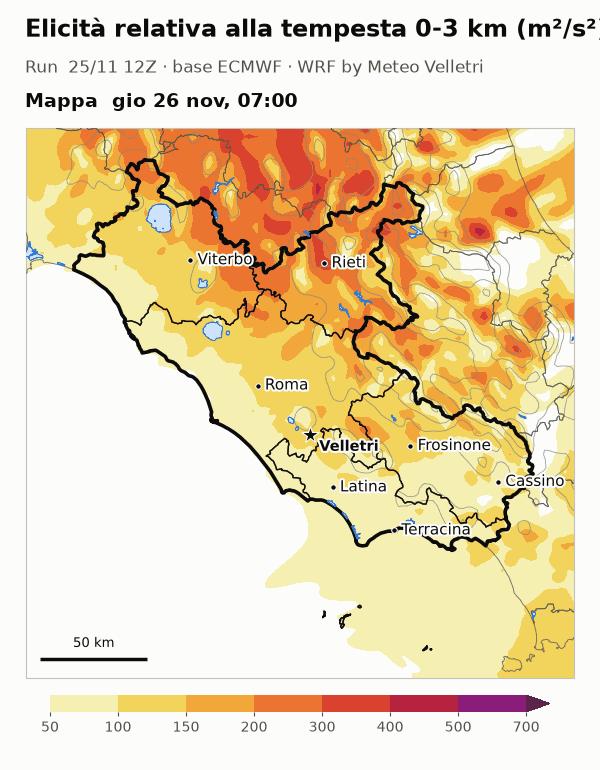 Elicità relativa alla tempesta 0-3 km (m²/s²)
Run 25/11 12Z · base ECMWF · WRF by Meteo Velletri
Mappa gio 26 nov, 07:00
Viterbo
Rieti
Roma
Velletri
Frosinone
Latina
Cassino
Terracina
50 km
50 100 150 200 300 400 500 700